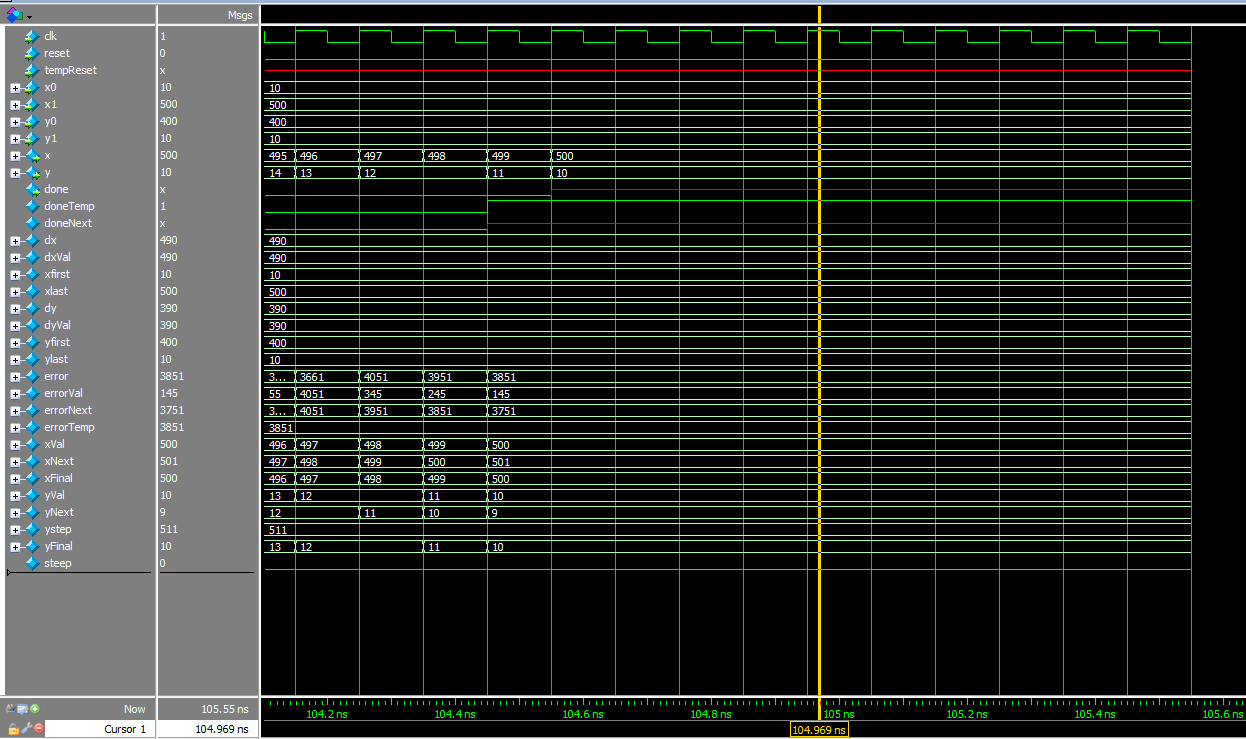 Msgs
clk 1
reset 0
tempReset x
x0 10 10
x1 500 500
y0 400 400
y1 10 10
x 500 495 496 497 498 499 500
y 10 14 13 12 11 10
done x
doneTemp 1
doneNext x
dx 490 490
dxVal 490 490
xfirst 10 10
xlast 500 500
dy 390 390
dyVal 390 390
yfirst 400 400
ylast 10 10
error 3851 3... 3661 4051 3951 3851
errorVal 145 55 4051 345 245 145
errorNext 3751 3... 4051 3951 3851 3751
errorTemp 3851 3851
xVal 500 496 497 498 499 500
xNext 501 497 498 499 500 501
xFinal 500 496 497 498 499 500
yVal 10 13 12 11 10
yNext 9 12 11 10 9
ystep 511 511
yFinal 10 13 12 11 10
steep 0
Now 105.55 ns 104.2 ns 104.4 ns 104.6 ns 104.8 ns 105 ns 105.2 ns 105.4 ns 105.6 ns
Cursor 1 104.969 ns 104.969 ns